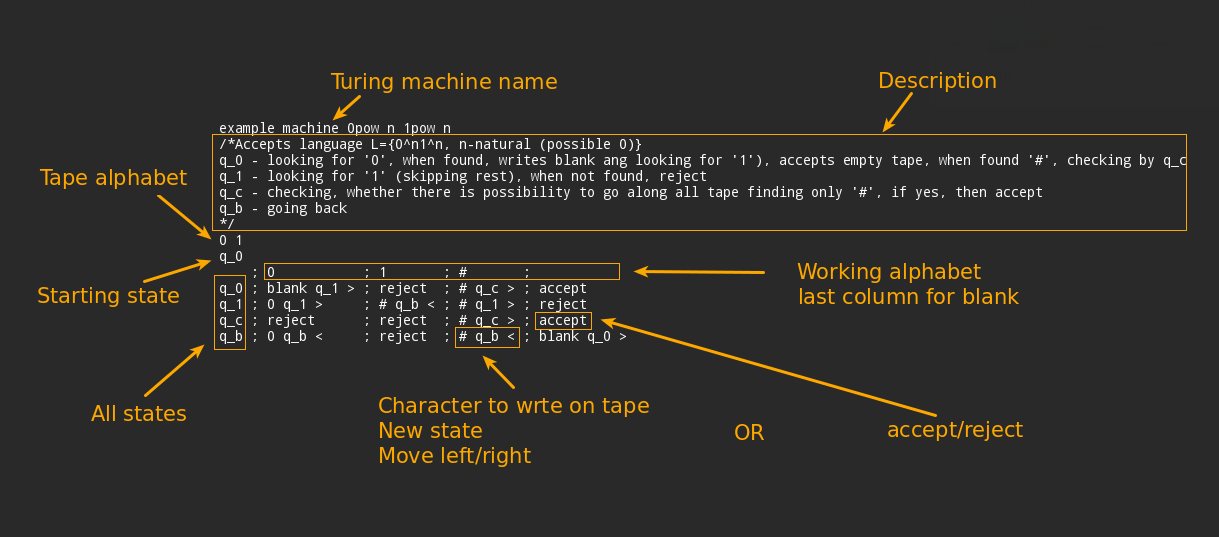 Turing machine name
Description
example machine 0pow n 1pow n
/*Accepts language L={0^n1^n, n-natural (possible 0)}
q_0 - looking for '0', when found, writes blank ang looking for '1'), accepts empty tape, when found '#', checking by q_c
q_1 - looking for '1' (skipping rest), when not found, reject
q_c - checking, whether there is possibility to go along all tape finding only '#', if yes, then accept
q_b - going back
*/
Tape alphabet
0 1
q_0
Starting state
; 0 ; 1 ; # ;
q_0 ; blank q_1 > ; reject ; # q_c > ; accept
q_1 ; 0 q_1 > ; # q_b < ; # q_1 > ; reject
q_c ; reject ; reject ; # q_c > ; accept
q_b ; 0 q_b < ; reject ; # q_b < ; blank q_0 >
Working alphabet
last column for blank
All states
Character to wrte on tape
New state
Move left/right
OR
accept/reject